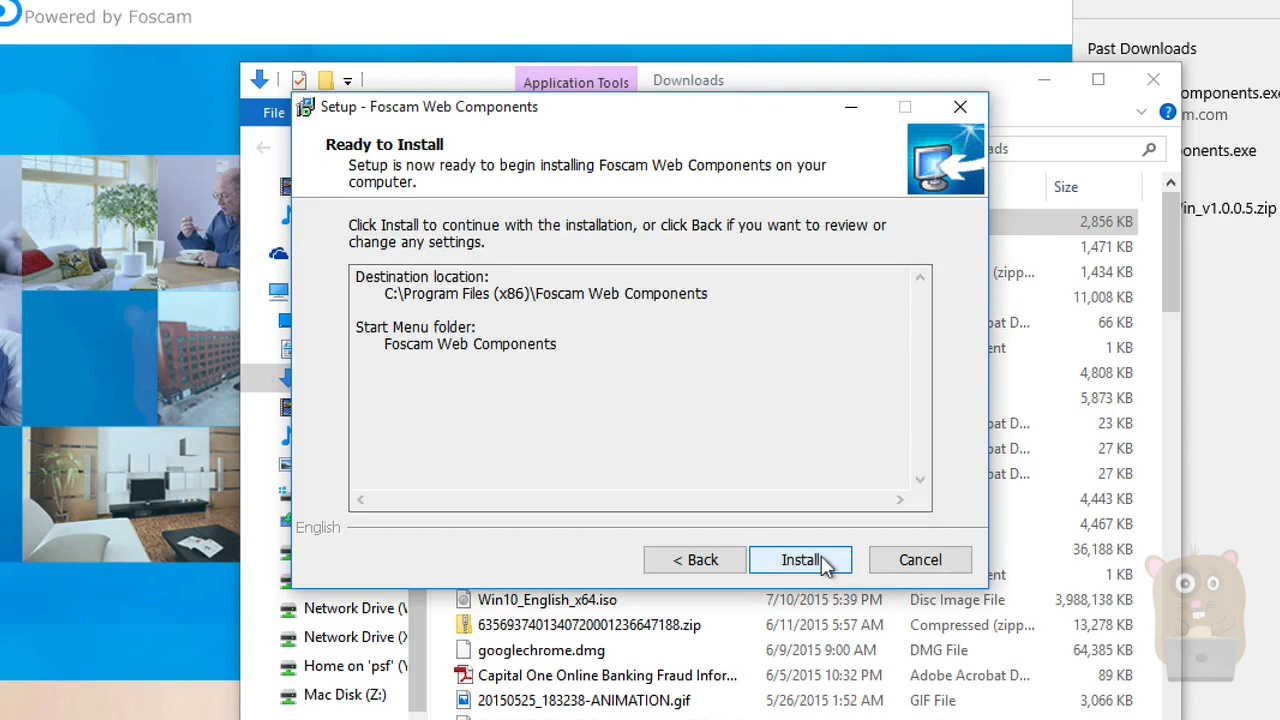 Powered by Foscam
Past Downloads
Application Tools
Downloads
File
omponents.exe
m.com
onents.exe
in_v1.0.0.5.zip
Setup - Foscam Web Components
Ready to Install
Setup is now ready to begin installing Foscam Web Components on your
computer.
Click Install to continue with the installation, or click Back if you want to review or
change any settings.
Destination location:
C:\Program Files (x86)\Foscam Web Components
Start Menu folder:
Foscam Web Components
English
< Back
Install
Cancel
ads
Size
2,856 KB
1,471 KB
(zipp... 1,434 KB
11,008 KB
bat D... 66 KB
ent 1 KB
4,808 KB
5,873 KB
bat D... 23 KB
bat D... 27 KB
bat D... 27 KB
4,443 KB
4,467 KB
36,188 KB
ent 1 KB
Win10_English_x64.iso 7/10/2015 5:39 PM Disc Image File 3,988,138 KB
6356937401340720001236647188.zip 6/11/2015 5:57 AM Compressed (zipp... 13,278 KB
googlechrome.dmg 6/9/2015 9:00 AM DMG File 64,385 KB
Capital One Online Banking Fraud Infor... 6/5/2015 10:32 PM Adobe Acrobat D... 89 KB
20150525_183238-ANIMATION.gif 5/26/2015 1:52 AM GIF File 3,066 KB
Network Drive (\
Network Drive (X
Home on 'psf' (Y
Mac Disk (Z:)